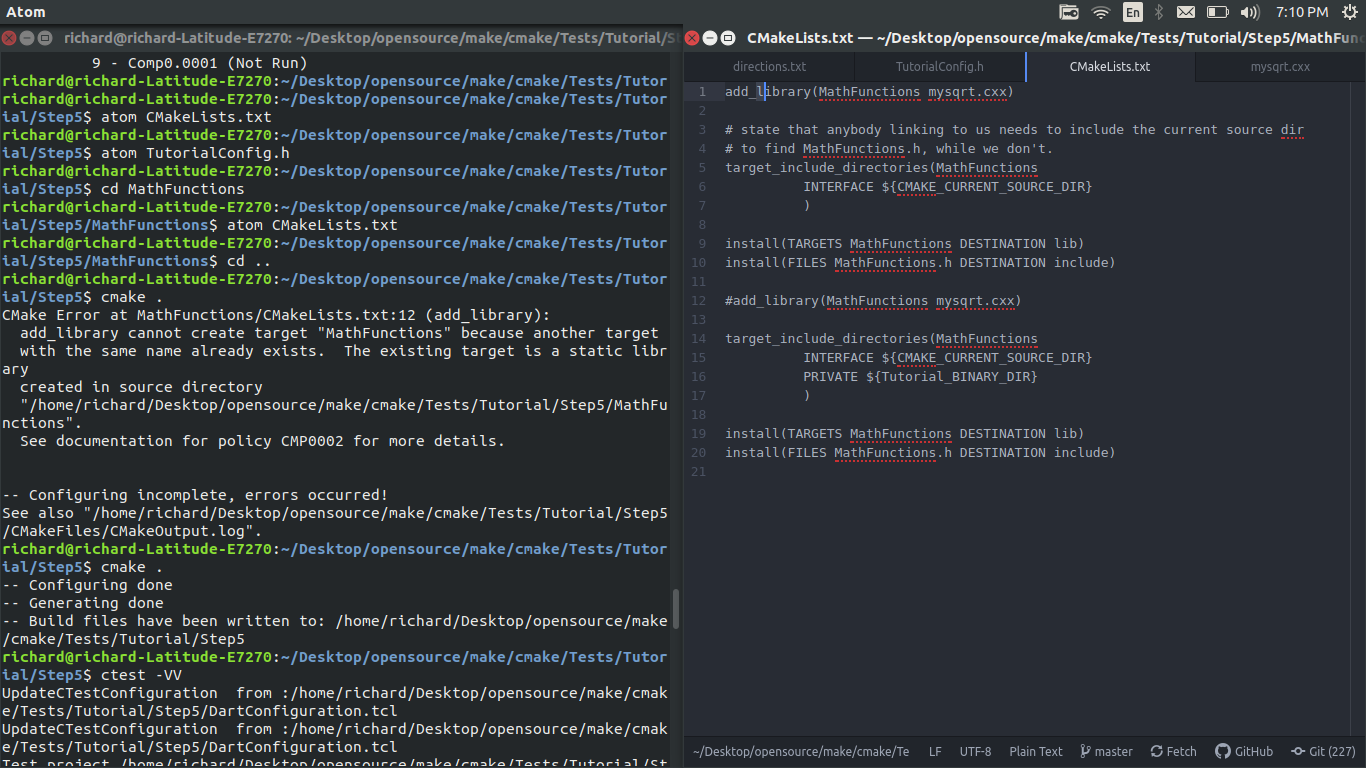 Atom
En
7:10 PM
richard@richard-Latitude-E7270: ~/Desktop/opensource/make/cmake/Tests/Tutorial/S
9 - Comp0.0001 (Not Run)
richard@richard-Latitude-E7270:~/Desktop/opensource/make/cmake/Tests/Tutor
richard@richard-Latitude-E7270:~/Desktop/opensource/make/cmake/Tests/Tutor
ial/Step5$ atom CMakeLists.txt
richard@richard-Latitude-E7270:~/Desktop/opensource/make/cmake/Tests/Tutor
ial/Step5$ atom TutorialConfig.h
richard@richard-Latitude-E7270:~/Desktop/opensource/make/cmake/Tests/Tutor
ial/Step5$ cd MathFunctions
richard@richard-Latitude-E7270:~/Desktop/opensource/make/cmake/Tests/Tutor
ial/Step5/MathFunctions$ atom CMakeLists.txt
richard@richard-Latitude-E7270:~/Desktop/opensource/make/cmake/Tests/Tutor
ial/Step5/MathFunctions$ cd ..
richard@richard-Latitude-E7270:~/Desktop/opensource/make/cmake/Tests/Tutor
ial/Step5$ cmake .
CMake Error at MathFunctions/CMakeLists.txt:12 (add_library):
add_library cannot create target "MathFunctions" because another target
with the same name already exists.  The existing target is a static libr
ary
created in source directory
"/home/richard/Desktop/opensource/make/cmake/Tests/Tutorial/Step5/MathFu
nctions".
See documentation for policy CMP0002 for more details.
-- Configuring incomplete, errors occurred!
See also "/home/richard/Desktop/opensource/make/cmake/Tests/Tutorial/Step5
/CMakeFiles/CMakeOutput.log".
richard@richard-Latitude-E7270:~/Desktop/opensource/make/cmake/Tests/Tutor
ial/Step5$ cmake .
-- Configuring done
-- Generating done
-- Build files have been written to: /home/richard/Desktop/opensource/make
/cmake/Tests/Tutorial/Step5
richard@richard-Latitude-E7270:~/Desktop/opensource/make/cmake/Tests/Tutor
ial/Step5$ ctest -VV
UpdateCTestConfiguration  from :/home/richard/Desktop/opensource/make/cmak
e/Tests/Tutorial/Step5/DartConfiguration.tcl
UpdateCTestConfiguration  from :/home/richard/Desktop/opensource/make/cmak
e/Tests/Tutorial/Step5/DartConfiguration.tcl
Test project /home/richard/Desktop/opensource/make/cmake/Tests/Tutorial/St
CMakeLists.txt — ~/Desktop/opensource/make/cmake/Tests/Tutorial/Step5/MathFun
directions.txt
TutorialConfig.h
CMakeLists.txt
mysqrt.cxx
1 add_library(MathFunctions mysqrt.cxx)
2
3 # state that anybody linking to us needs to include the current source dir
4 # to find MathFunctions.h, while we don't.
5 target_include_directories(MathFunctions
6 INTERFACE ${CMAKE_CURRENT_SOURCE_DIR}
7 )
8
9 install(TARGETS MathFunctions DESTINATION lib)
10 install(FILES MathFunctions.h DESTINATION include)
11
12 #add_library(MathFunctions mysqrt.cxx)
13
14 target_include_directories(MathFunctions
15 INTERFACE ${CMAKE_CURRENT_SOURCE_DIR}
16 PRIVATE ${Tutorial_BINARY_DIR}
17 )
18
19 install(TARGETS MathFunctions DESTINATION lib)
20 install(FILES MathFunctions.h DESTINATION include)
21
~/Desktop/opensource/make/cmake/Te
LF
UTF-8
Plain Text
master
Fetch
GitHub
Git (227)